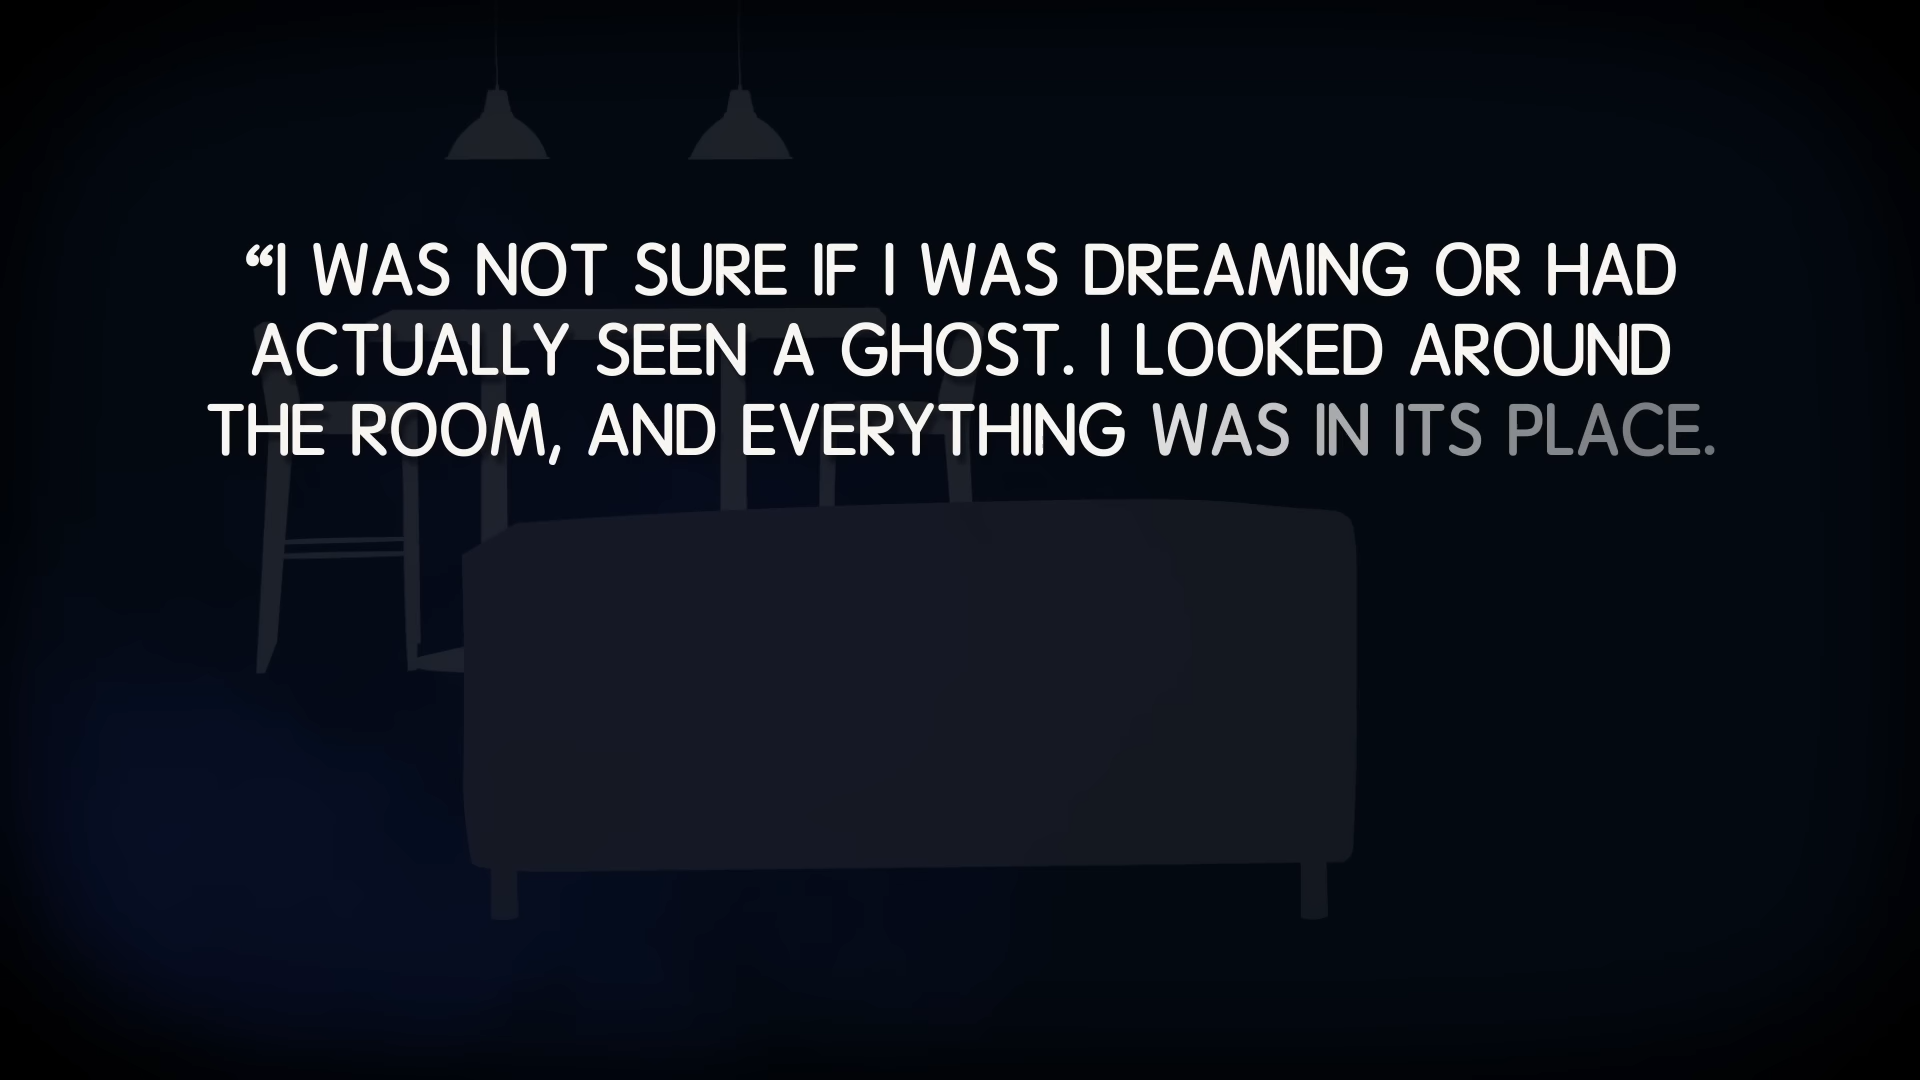 “I WAS NOT SURE IF I WAS DREAMING OR HAD
ACTUALLY SEEN A GHOST. I LOOKED AROUND
THE ROOM, AND EVERYTHING WAS IN ITS PLACE.